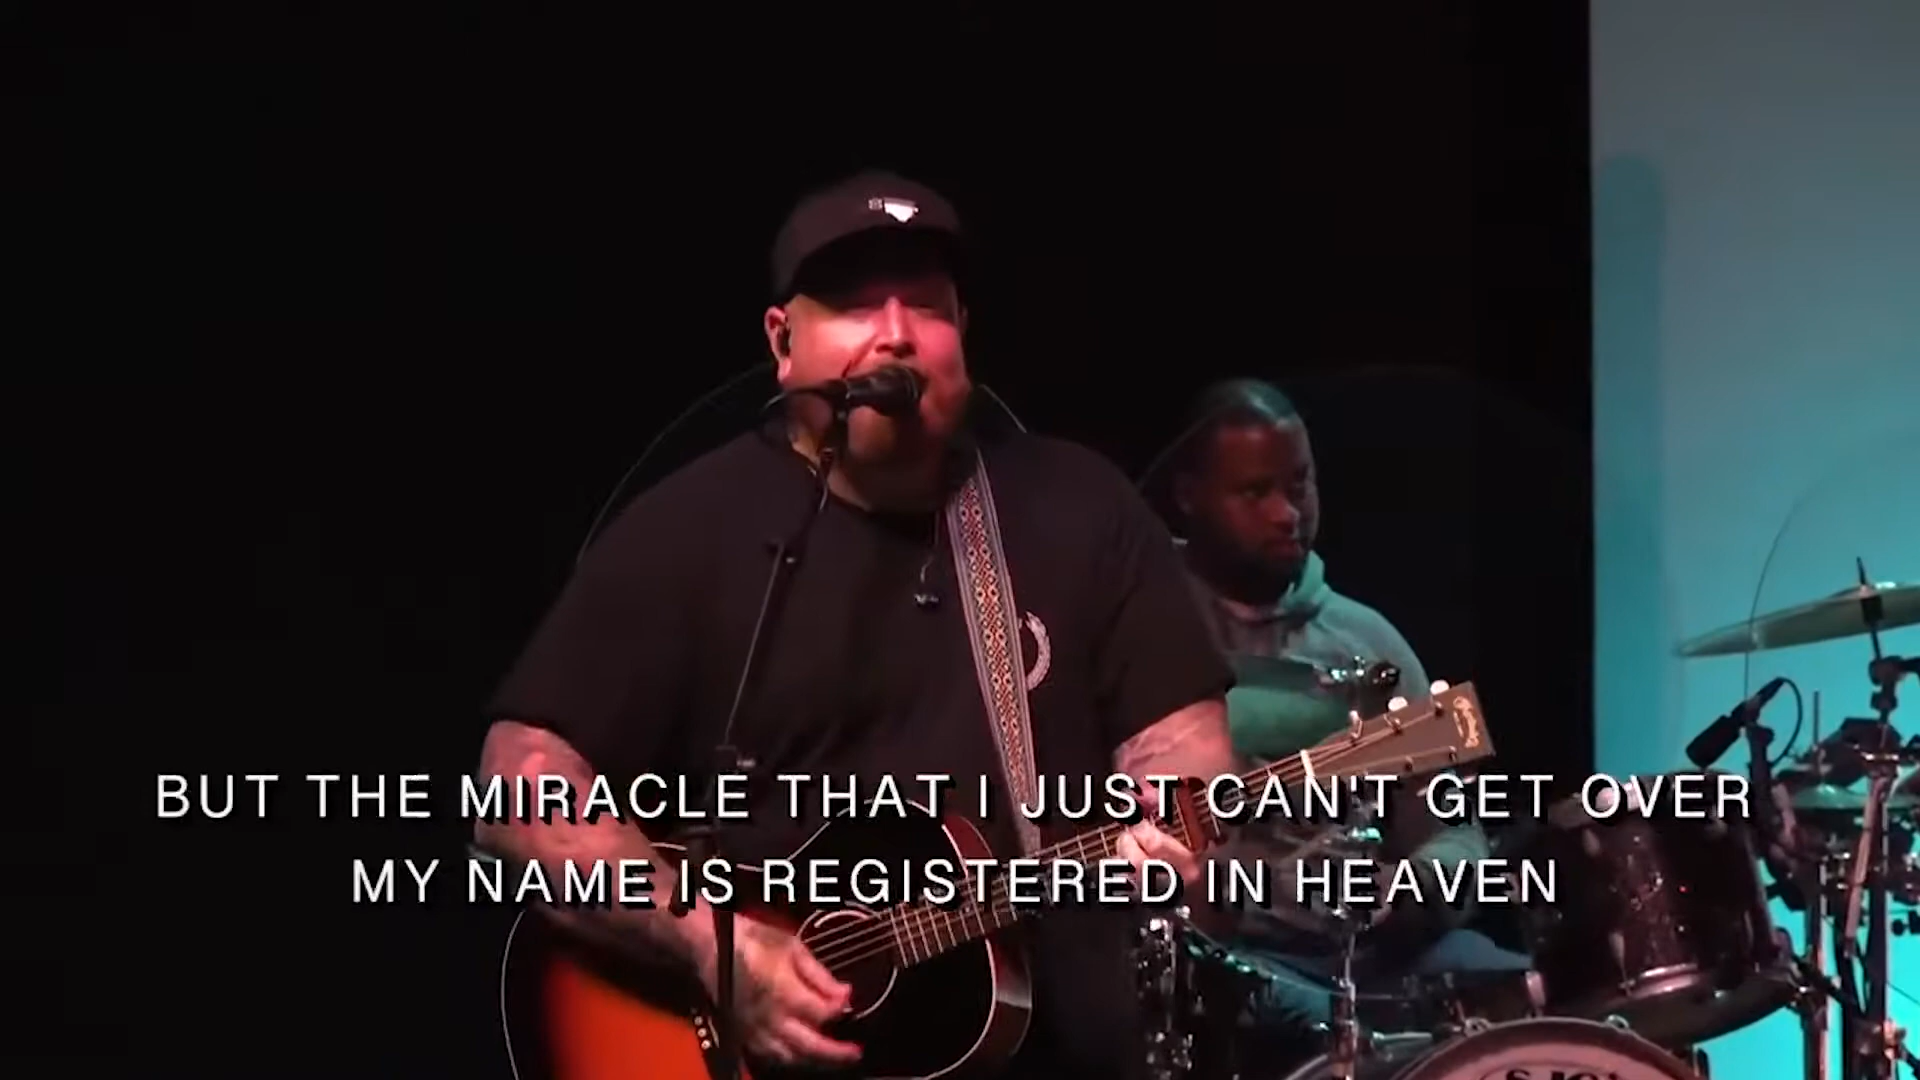 BUT THE MIRACLE THAT I JUST CAN'T GET OVER
MY NAME IS REGISTERED IN HEAVEN